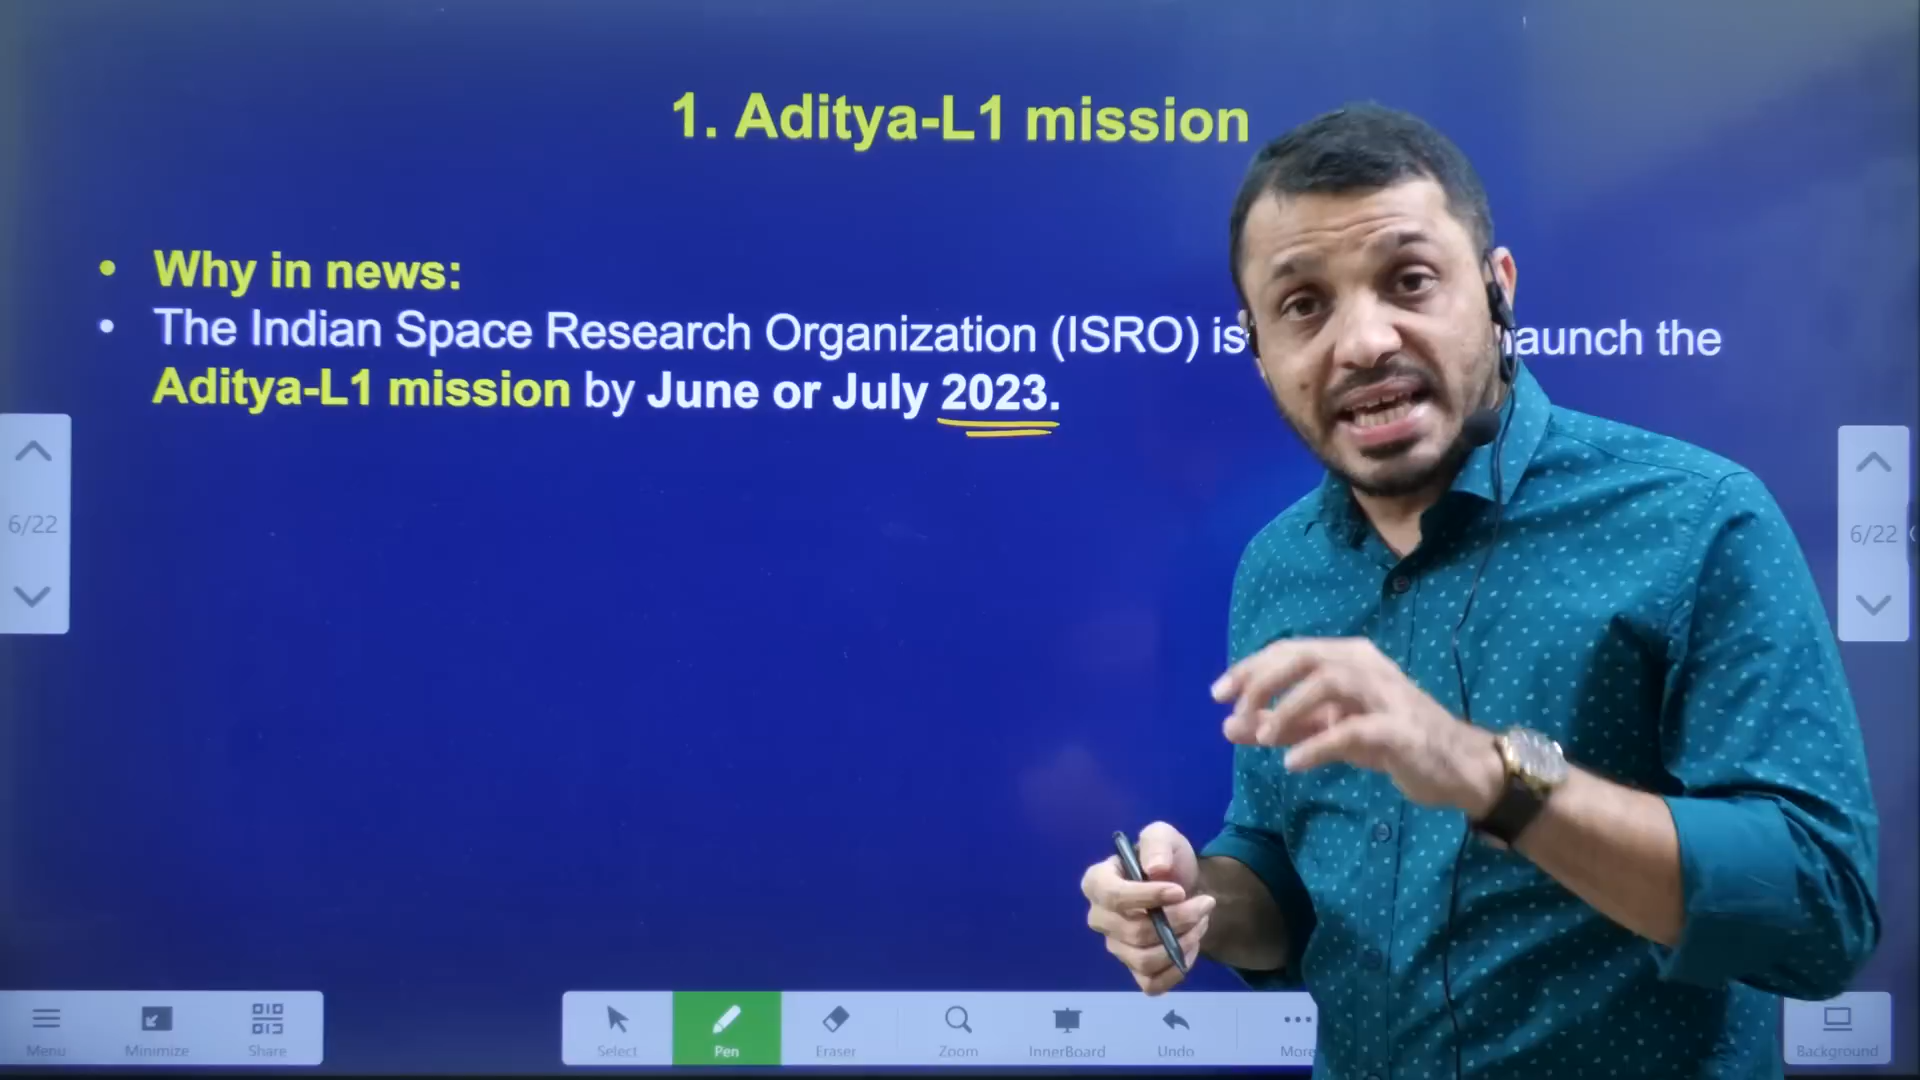 1. Aditya-L1 mission
• Why in news:
• The Indian Space Research Organization (ISRO) is launch the
Aditya-L1 mission by June or July 2023.
6/22
6/22
Menu Minimize Share Select Pen Eraser Zoom InnerBoard Undo More Background